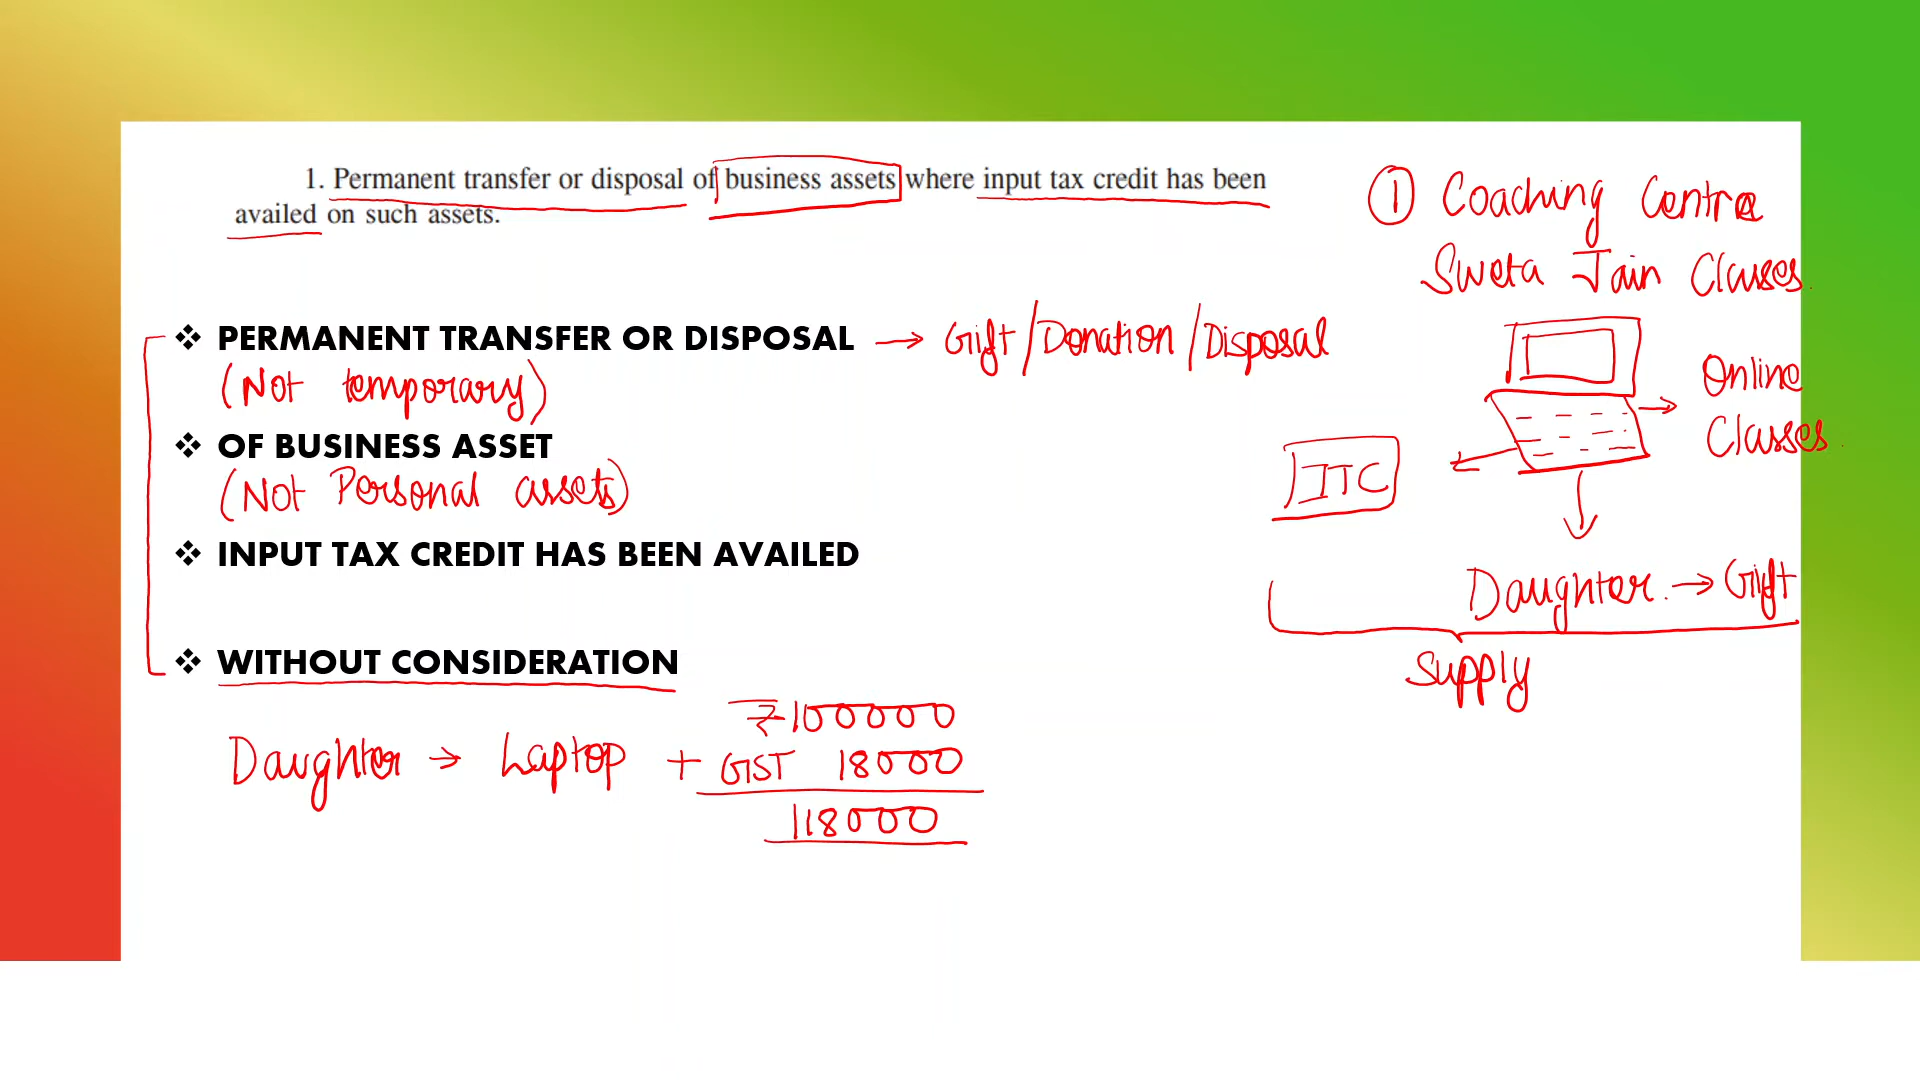 1. Permanent transfer or disposal of business assets where input tax credit has been
availed on such assets.
❖ PERMANENT TRANSFER OR DISPOSAL → Gift/Donation/Disposal
(Not temporary)
❖ OF BUSINESS ASSET
(Not Personal assets)
❖ INPUT TAX CREDIT HAS BEEN AVAILED
❖ WITHOUT CONSIDERATION
₹100000
Daughter → Laptop + GST 18000
118000
① Coaching Centre
Sweta Jain Classes.
Online
Classes.
ITC
Daughter. → Gift
Supply